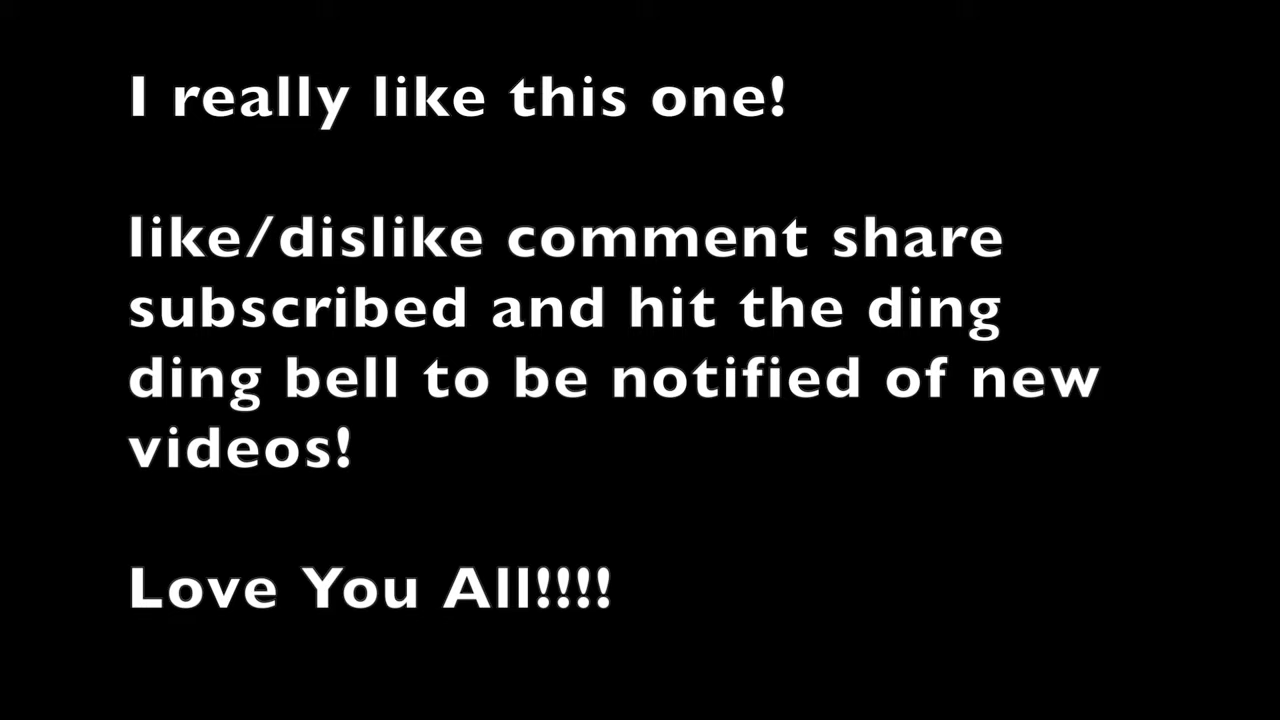 I really like this one!
like/dislike comment share
subscribed and hit the ding
ding bell to be notified of new
videos!
Love You All!!!!